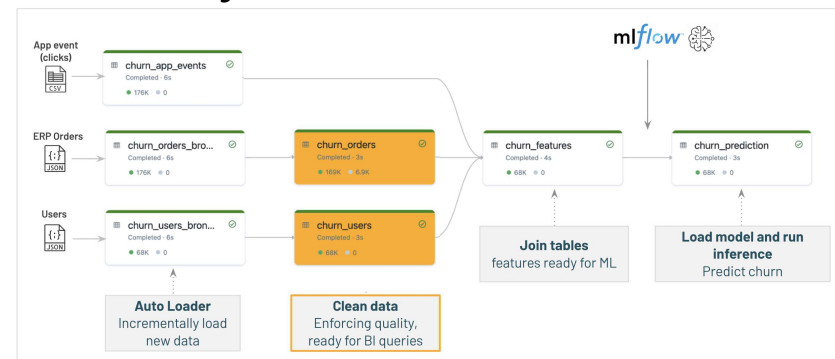 mlflow
App event
(clicks)
CSV
churn_app_events
Completed · 6s
176K 0
ERP Orders
{:}
JSON
churn_orders_bro...
Completed · 6s
176K 0
churn_orders
Completed · 3s
169K 6.9K
churn_features
Completed · 4s
68K 0
churn_prediction
Completed · 3s
68K 0
Users
{:}
JSON
churn_users_bron...
Completed · 6s
68K 0
churn_users
Completed · 3s
68K 0
Join tables
features ready for ML
Load model and run
inference
Predict churn
Auto Loader
Incrementally load
new data
Clean data
Enforcing quality,
ready for BI queries